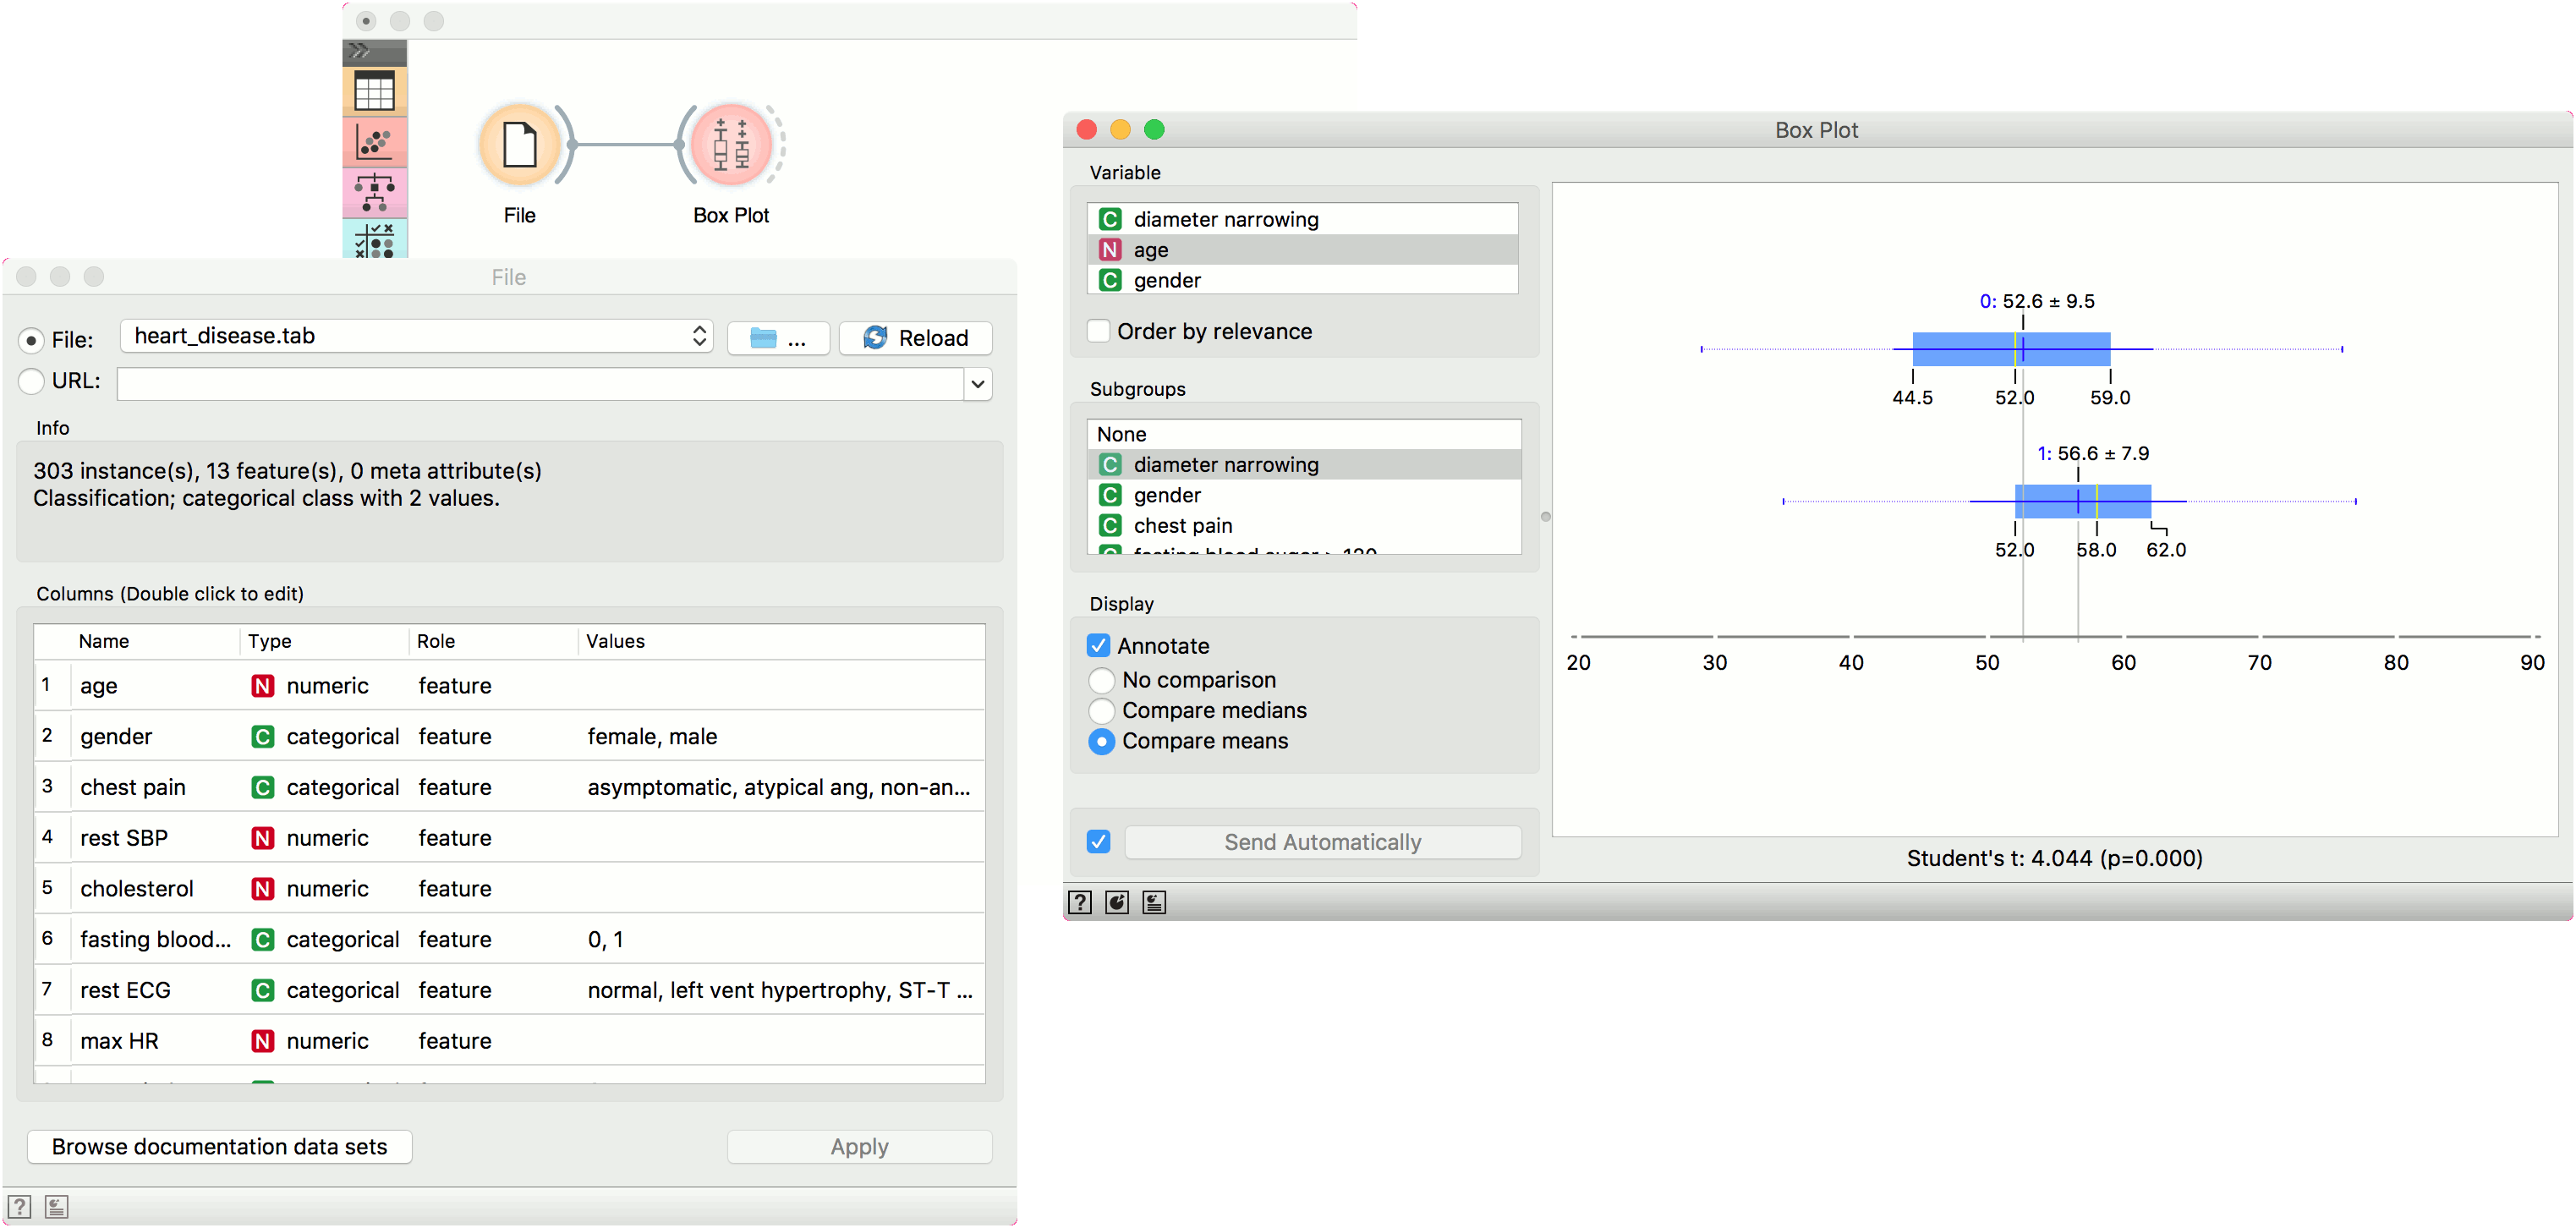 File
Box Plot
File
File:
heart_disease.tab
...
Reload
URL:
Info
303 instance(s), 13 feature(s), 0 meta attribute(s)
Classification; categorical class with 2 values.
Columns (Double click to edit)
Name Type Role Values
1 age N numeric feature
2 gender C categorical feature female, male
3 chest pain C categorical feature asymptomatic, atypical ang, non-an...
4 rest SBP N numeric feature
5 cholesterol N numeric feature
6 fasting blood... C categorical feature 0, 1
7 rest ECG C categorical feature normal, left vent hypertrophy, ST-T ...
8 max HR N numeric feature
Browse documentation data sets
Apply
?
Box Plot
Variable
C diameter narrowing
N age
C gender
Order by relevance
Subgroups
None
C diameter narrowing
C gender
C chest pain
C fasting blood sugar > 120
Display
Annotate
No comparison
Compare medians
Compare means
Send Automatically
?
0: 52.6 ± 9.5
44.5 52.0 59.0
1: 56.6 ± 7.9
52.0 58.0 62.0
20 30 40 50 60 70 80 90
Student's t: 4.044 (p=0.000)